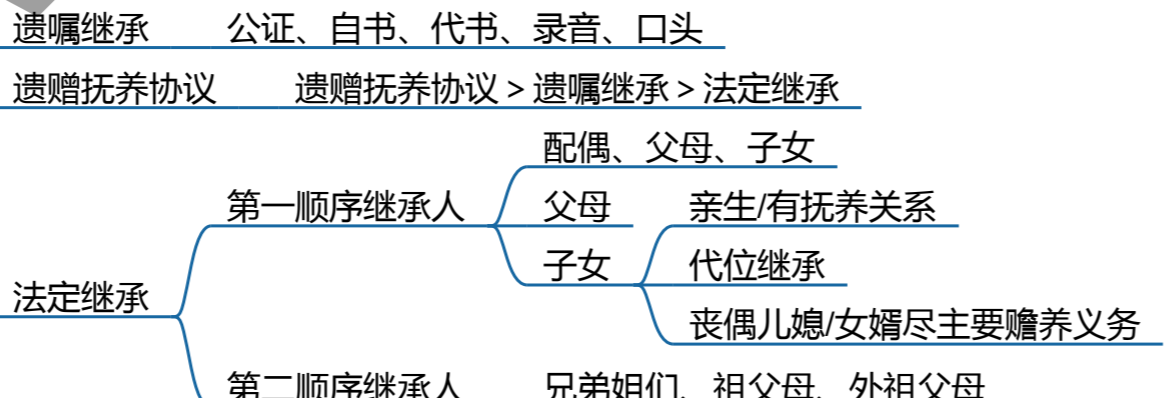 遗嘱继承 公证、自书、代书、录音、口头
遗赠抚养协议 遗赠抚养协议 > 遗嘱继承 > 法定继承
配偶、父母、子女
第一顺序继承人 父母 亲生/有抚养关系
子女 代位继承
法定继承
丧偶儿媳/女婿尽主要赡养义务
第二顺序继承人 兄弟姐们、祖父母、外祖父母